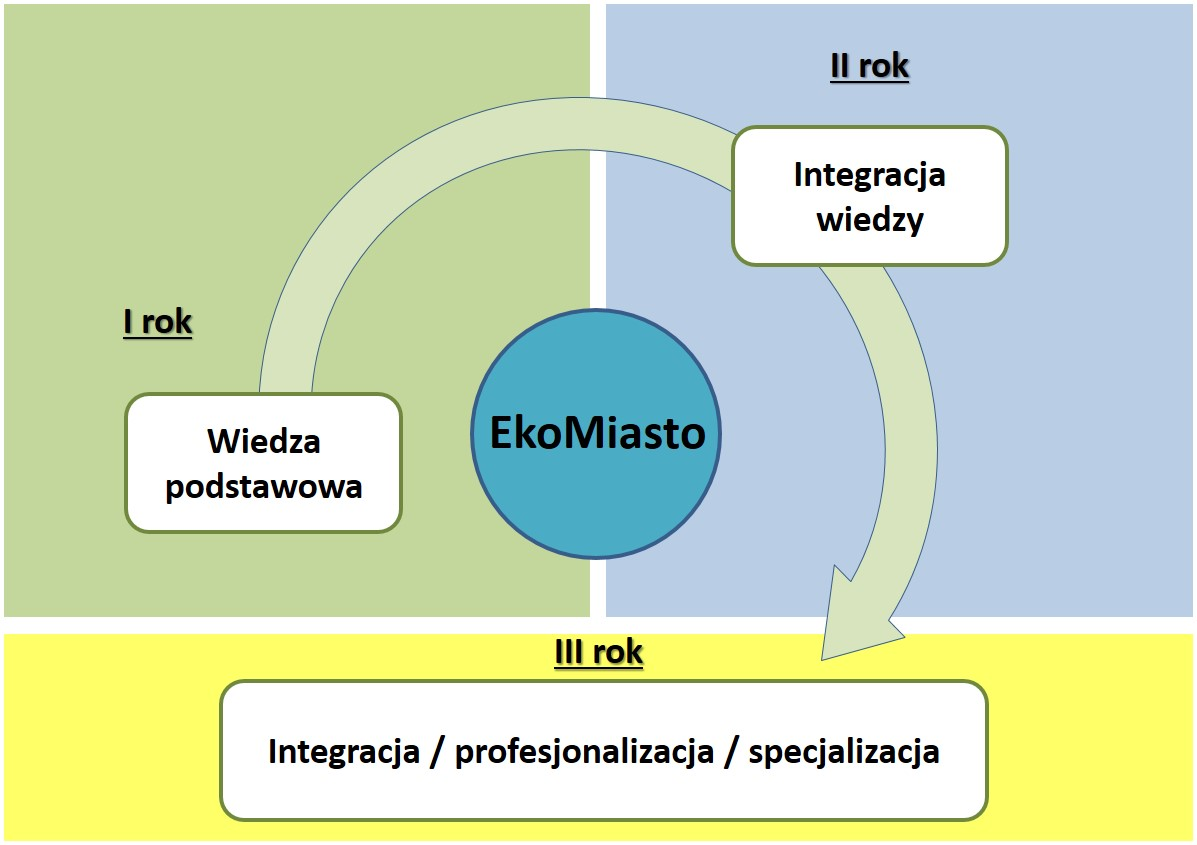 I rok
Wiedza
podstawowa
II rok
Integracja
wiedzy
EkoMiasto
III rok
Integracja / profesjonalizacja / specjalizacja